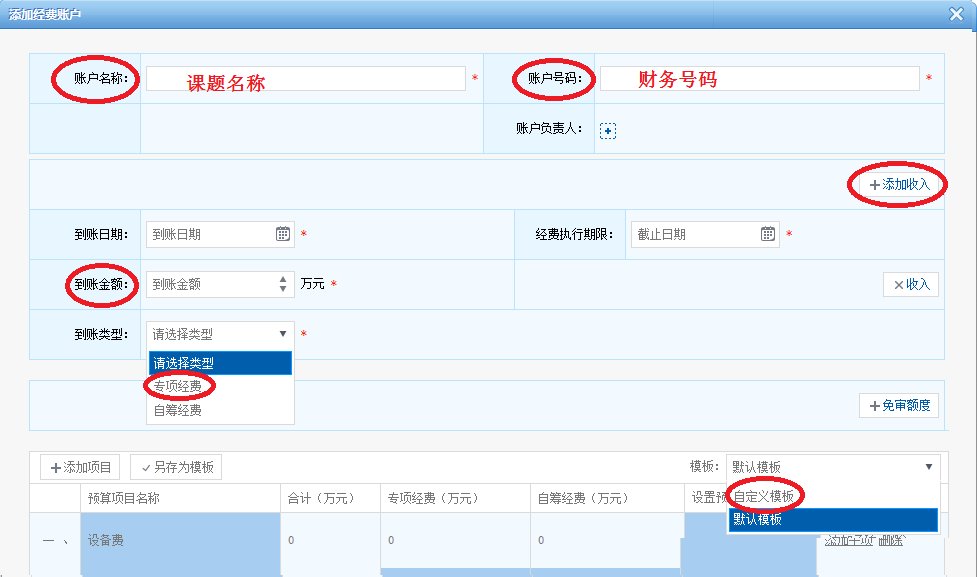 添加经费账户
账户名称： 课题名称 * 账户号码： 财务号码 *
账户负责人：
添加收入
到账日期： 到账日期 * 经费执行期限： 截止日期 *
到账金额： 到账金额 万元 * ×收入
到账类型： 请选择类型 *
请选择类型
专项经费
自筹经费
+免审额度
+添加项目 ✓另存为模板 模板： 默认模板
自定义模板
默认模板
预算项目名称 合计（万元） 专项经费（万元） 自筹经费（万元） 设置预
一 、 设备费 0 0 0 添加子项 删除